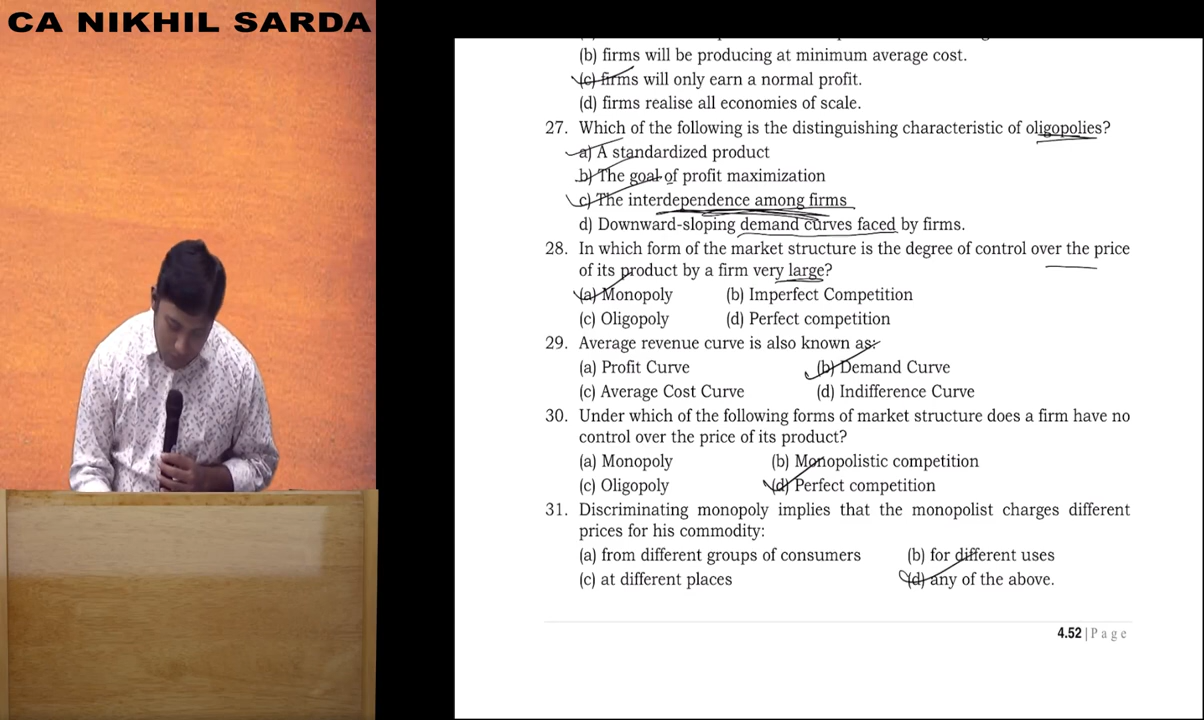 CA NIKHIL SARDA
(b) firms will be producing at minimum average cost.
(c) firms will only earn a normal profit.
(d) firms realise all economies of scale.
27. Which of the following is the distinguishing characteristic of oligopolies?
a) A standardized product
b) The goal of profit maximization
c) The interdependence among firms
d) Downward-sloping demand curves faced by firms.
28. In which form of the market structure is the degree of control over the price
of its product by a firm very large?
(a) Monopoly (b) Imperfect Competition
(c) Oligopoly (d) Perfect competition
29. Average revenue curve is also known as:
(a) Profit Curve (b) Demand Curve
(c) Average Cost Curve (d) Indifference Curve
30. Under which of the following forms of market structure does a firm have no
control over the price of its product?
(a) Monopoly (b) Monopolistic competition
(c) Oligopoly (d) Perfect competition
31. Discriminating monopoly implies that the monopolist charges different
prices for his commodity:
(a) from different groups of consumers (b) for different uses
(c) at different places (d) any of the above.
4.52 | Page